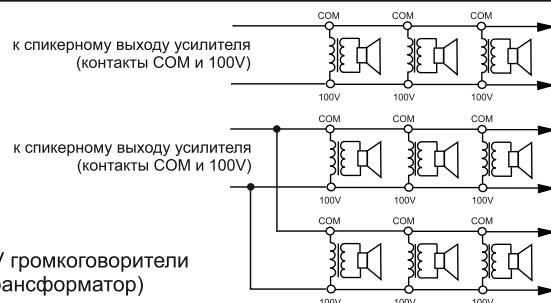 COM COM COM
к спикерному выходу усилителя
(контакты COM и 100V)
100V 100V 100V
COM COM COM
к спикерному выходу усилителя
(контакты COM и 100V)
100V 100V 100V
COM COM COM
громкоговорители
100V 100V 100V